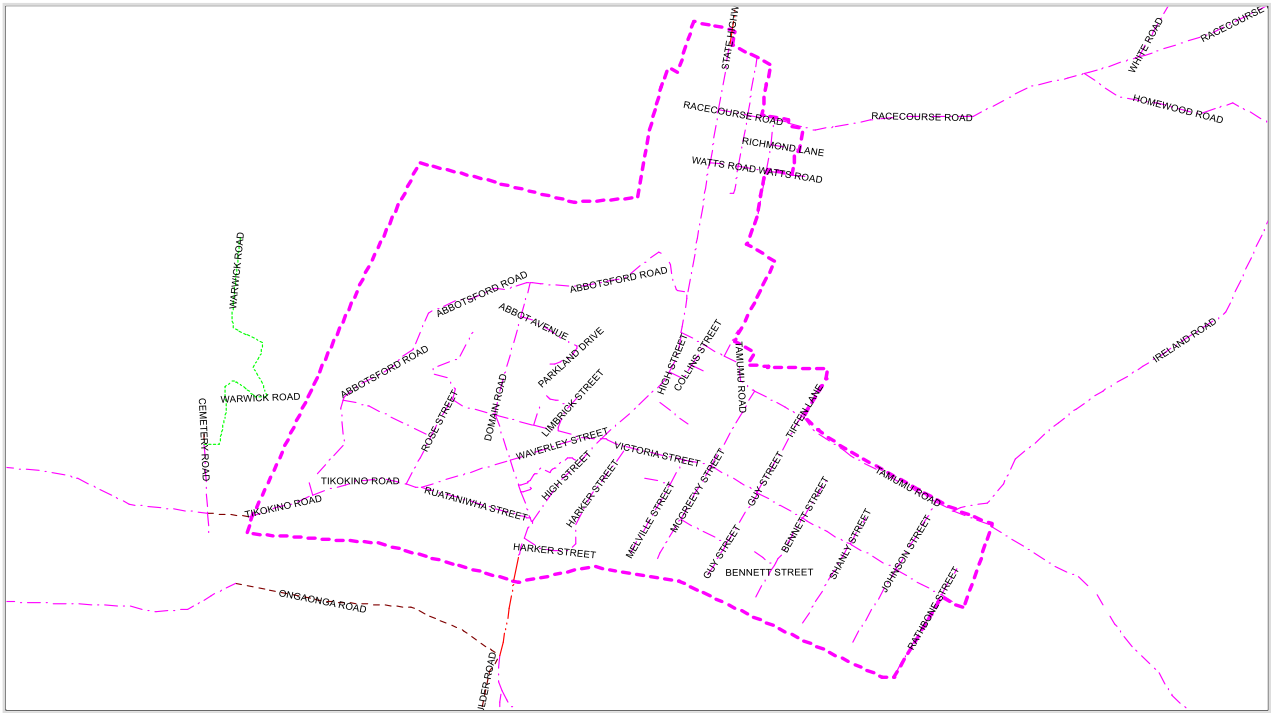 STATE HIGH
WHITE ROAD
RACECOURSE
RACECOURSE ROAD
RACECOURSE ROAD
HOMEWOOD ROAD
RICHMOND LANE
WATTS ROAD
WATTS ROAD
WARWICK ROAD
ABBOTSFORD ROAD
ABBOTSFORD ROAD
ABBOT AVENUE
PARKLAND DRIVE
HIGH STREET
COLLINS STREET
TAMUMU ROAD
IRELAND ROAD
ABBOTSFORD ROAD
WARWICK ROAD
CEMETERY ROAD
ROSE STREET
DOMAIN ROAD
LIMBRICK STREET
TIFFEN LANE
WAVERLEY STREET
VICTORIA STREET
TIKOKINO ROAD
HIGH STREET
HARKER STREET
MCGREEVY STREET
GUY STREET
TAMUMU ROAD
TIKOKINO ROAD
RUATANIWHA STREET
MELVILLE STREET
BENNETT STREET
SHANLY STREET
JOHNSON STREET
HARKER STREET
GUY STREET
BENNETT STREET
RATHBONE STREET
ONGAONGA ROAD
ILDER ROAD